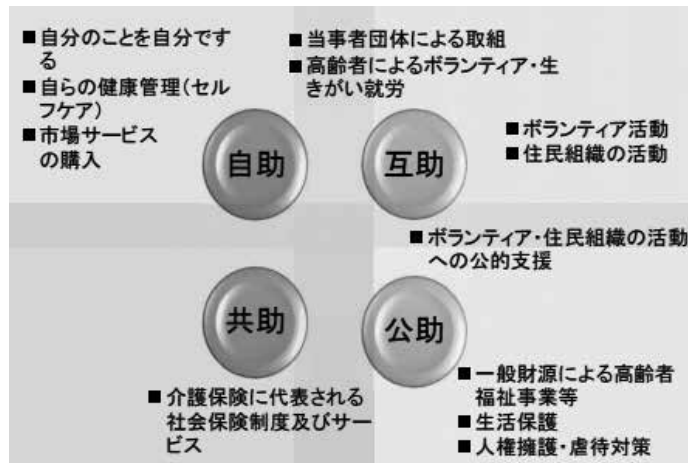 ■自分のことを自分です
る
■自らの健康管理(セル
フケア)
■市場サービス
の購入
■当事者団体による取組
■高齢者によるボランティア・生
きがい就労
自助
互助
■ボランティア活動
■住民組織の活動
■ボランティア・住民組織の活動
への公的支援
共助
公助
■介護保険に代表される
社会保険制度及びサー
ビス
■一般財源による高齢者
福祉事業等
■生活保護
■人権擁護・虐待対策